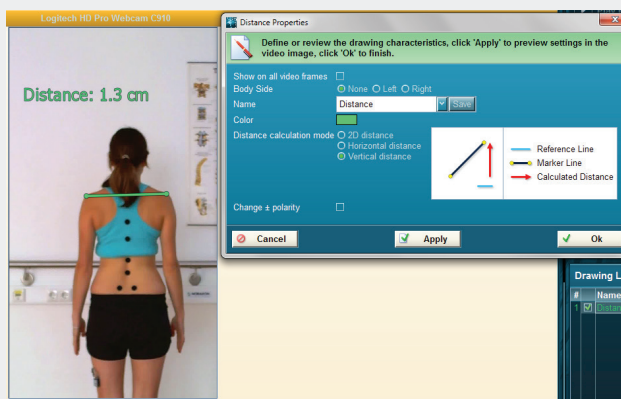 Logitech HD Pro Webcam C910
Distance: 1.3 cm
Distance Properties
Define or review the drawing characteristics, click 'Apply' to preview settings in the
video image, click 'Ok' to finish.
Show on all video frames
Body Side None Left Right
Name Distance Save
Color
Distance calculation mode 2D distance
Horizontal distance
Vertical distance
Reference Line
Marker Line
Calculated Distance
Change ± polarity
Cancel Apply Ok
Drawing L
# Name
1 Distan